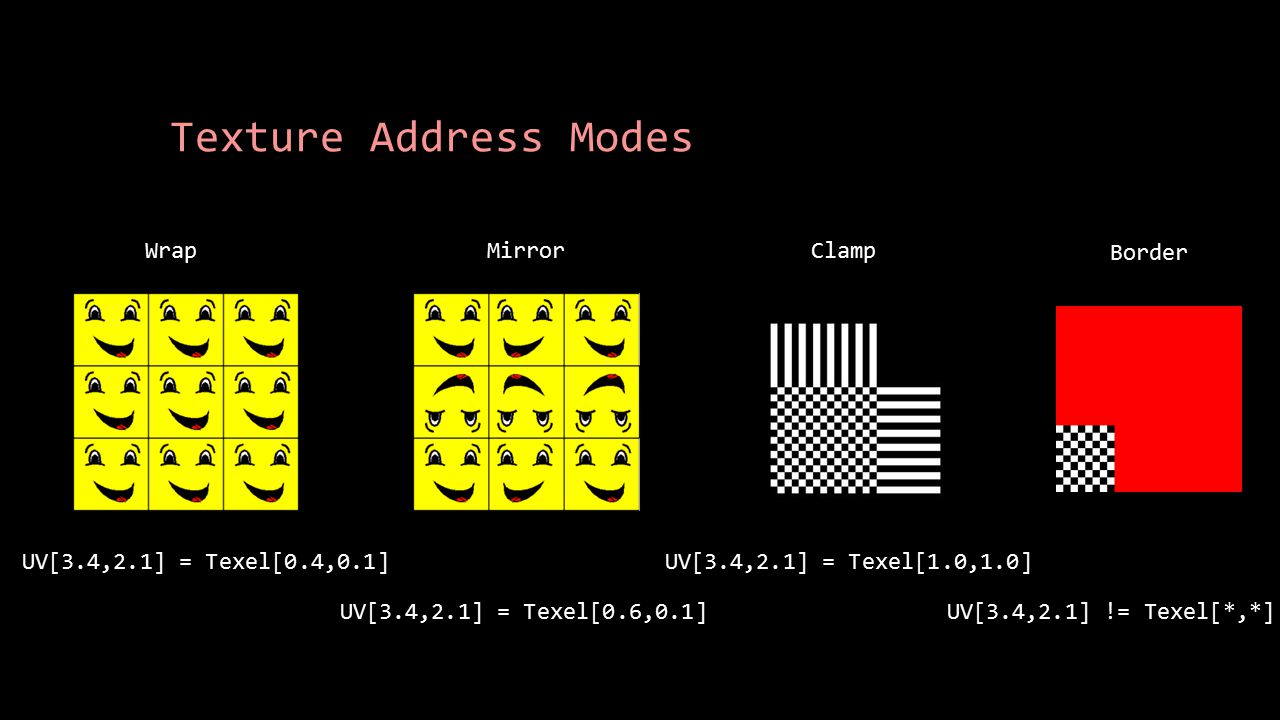 Texture Address Modes
Wrap
Mirror
Clamp
Border
UV[3.4,2.1] = Texel[0.4,0.1]
UV[3.4,2.1] = Texel[1.0,1.0]
UV[3.4,2.1] = Texel[0.6,0.1]
UV[3.4,2.1] != Texel[*,*]